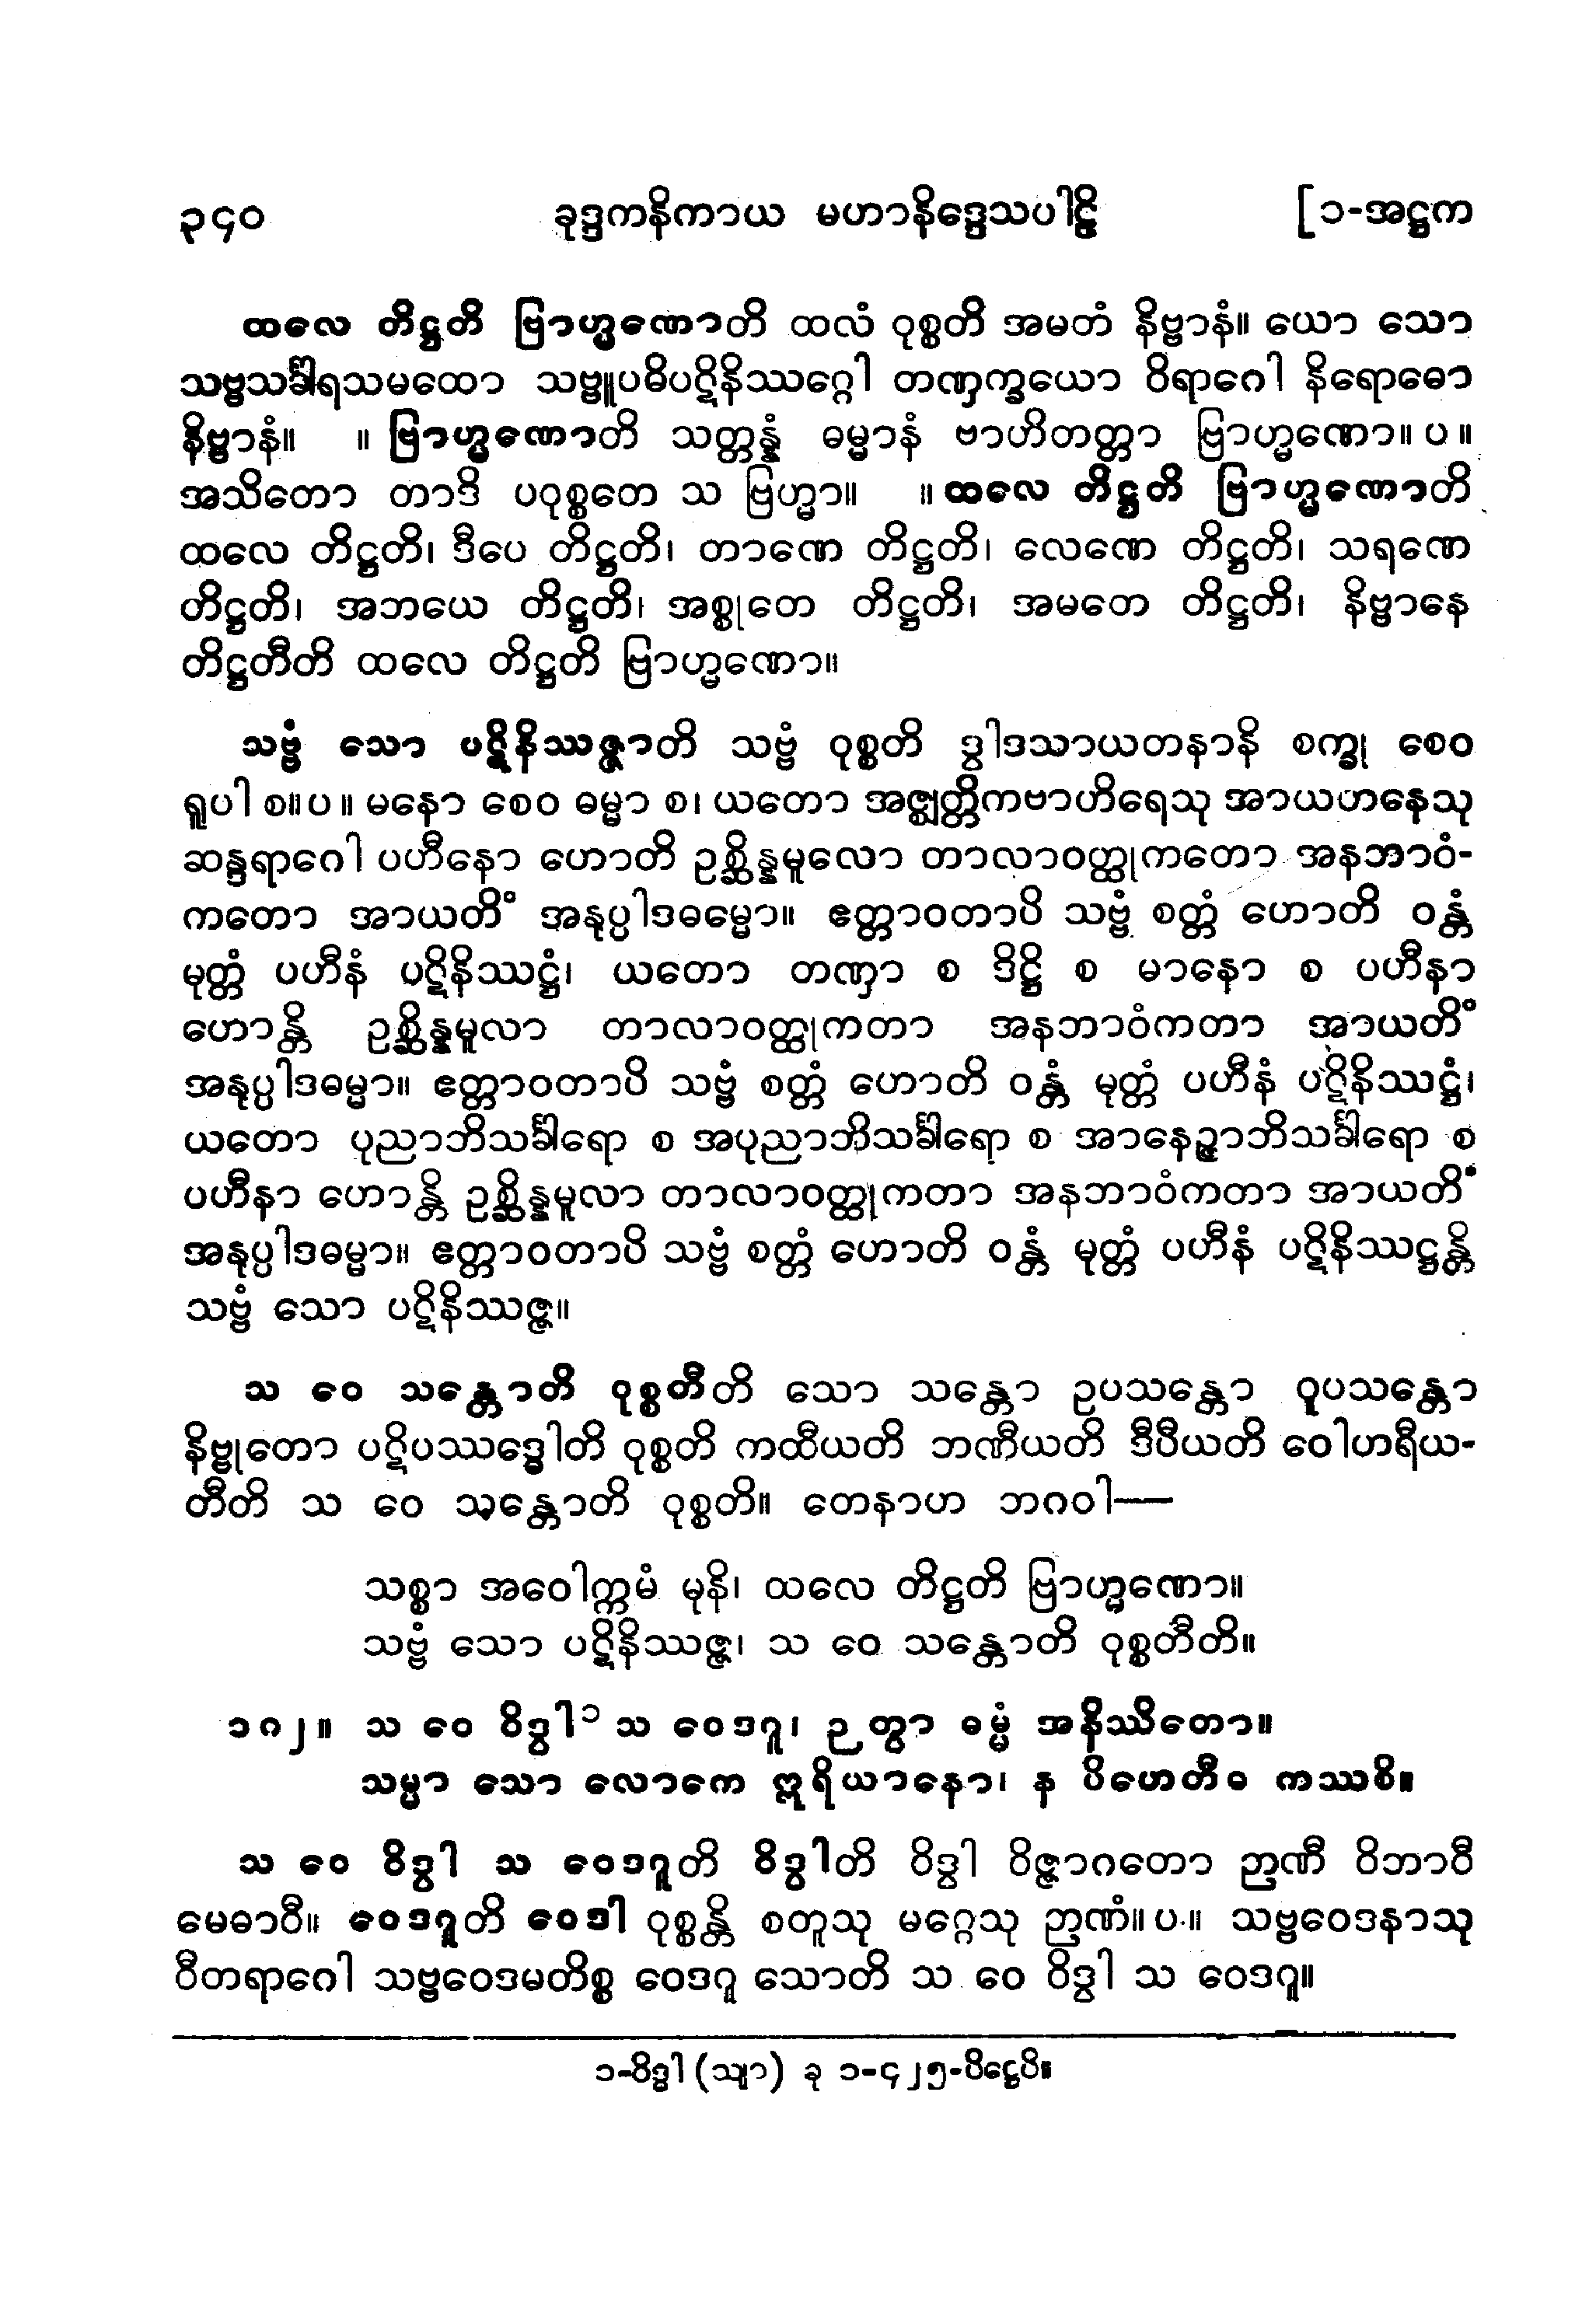 ၃၄၀ ခုဒ္ဒကနိကာယ မဟာနိဒ္ဒေသပါဠိ [၁-အဋ္ဌက
ထလေ တိဋ္ဌတိ ဗြာဟ္မဏောတိ ထလံ ဝုစ္စတိ အမတံ နိဗ္ဗာနံ။ ယော သော
သဗ္ဗသင်္ခါရသမထော သဗ္ဗူပဓိပဋိနိဿဂ္ဂေါ တဏှက္ခယော ဝိရာဂေါ နိရောဓော
နိဗ္ဗာနံ။ ။ ဗြာဟ္မဏောတိ သတ္တန္နံ ဓမ္မာနံ ဗာဟိတတ္တာ ဗြာဟ္မဏော။ ပ ။
အသိတော တာဒိ ပဝုစ္စတေ သ ဗြဟ္မာ။ ။ ထလေ တိဋ္ဌတိ ဗြာဟ္မဏောတိ
ထလေ တိဋ္ဌတိ၊ ဒီပေ တိဋ္ဌတိ၊ တာဏေ တိဋ္ဌတိ၊ လေဏေ တိဋ္ဌတိ၊ သရဏေ
တိဋ္ဌတိ၊ အဘယေ တိဋ္ဌတိ၊ အစ္စုတေ တိဋ္ဌတိ၊ အမတေ တိဋ္ဌတိ၊ နိဗ္ဗာနေ
တိဋ္ဌတီတိ ထလေ တိဋ္ဌတိ ဗြာဟ္မဏော။
သဗ္ဗံ သော ပဋိနိဿဇ္ဇာတိ သဗ္ဗံ ဝုစ္စတိ ဒွါဒသာယတနာနိ စက္ခု စေဝ
ရူပါ စ။ ပ ။ မနော စေဝ ဓမ္မာ စ၊ ယတော အဇ္ဈတ္တိကဗာဟိရေသု အာယတနေသု
ဆန္ဒရာဂေါ ပဟီနော ဟောတိ ဥစ္ဆိန္နမူလော တာလာဝတ္ထုကတော အနဘာဝံ-
ကတော အာယတိံ အနုပ္ပါဒဓမ္မော။ ဧတ္တာဝတာပိ သဗ္ဗံ စတ္တံ ဟောတိ ဝန္တံ
မုတ္တံ ပဟီနံ ပဋိနိဿဋ္ဌံ၊ ယတော တဏှာ စ ဒိဋ္ဌိ စ မာနော စ ပဟီနာ
ဟောန္တိ ဥစ္ဆိန္နမူလာ တာလာဝတ္ထုကတာ အနဘာဝံကတာ အာယတိံ
အနုပ္ပါဒဓမ္မာ။ ဧတ္တာဝတာပိ သဗ္ဗံ စတ္တံ ဟောတိ ဝန္တံ မုတ္တံ ပဟီနံ ပဋိနိဿဋ္ဌံ၊
ယတော ပုညာဘိသင်္ခါရော စ အပုညာဘိသင်္ခါရော စ အာနေဉ္ဇာဘိသင်္ခါရော စ
ပဟီနာ ဟောန္တိ ဥစ္ဆိန္နမူလာ တာလာဝတ္ထုကတာ အနဘာဝံကတာ အာယတိံ
အနုပ္ပါဒဓမ္မာ။ ဧတ္တာဝတာပိ သဗ္ဗံ စတ္တံ ဟောတိ ဝန္တံ မုတ္တံ ပဟီနံ ပဋိနိဿဋ္ဌန္တိ
သဗ္ဗံ သော ပဋိနိဿဇ္ဇ။
သ ဝေ သန္တောတိ ဝုစ္စတီတိ သော သန္တော ဥပသန္တော ဝူပသန္တော
နိဗ္ဗုတော ပဋိပဿဒ္ဓေါတိ ဝုစ္စတိ ကထီယတိ ဘဏီယတိ ဒီပီယတိ ဝေါဟရီယ-
တီတိ သ ဝေ သန္တောတိ ဝုစ္စတိ။ တေနာဟ ဘဂဝါ—
သစ္စာ အဝေါက္ကမံ မုနိ၊ ထလေ တိဋ္ဌတိ ဗြာဟ္မဏော။
သဗ္ဗံ သော ပဋိနိဿဇ္ဇ၊ သ ဝေ သန္တောတိ ဝုစ္စတီတိ။
၁၈၂။ သ ဝေ ဝိဒွါ၁ သ ဝေဒဂူ၊ ဉတွာ ဓမ္မံ အနိဿိတော။
သမ္မာ သော လောကေ ဣရိယာနော၊ န ပိဟေတီဓ ကဿစိ။
သ ဝေ ဝိဒွါ သ ဝေဒဂူတိ ဝိဒွါတိ ဝိဒွါ ဝိဇ္ဇာဂတော ဉာဏီ ဝိဘာဝီ
မေဓာဝီ။ ဝေဒဂူတိ ဝေဒါ ဝုစ္စန္တိ စတူသု မဂ္ဂေသု ဉာဏံ။ ပ ။ သဗ္ဗဝေဒနာသု
ဝီတရာဂေါ သဗ္ဗဝေဒမတိစ္စ ဝေဒဂူ သောတိ သ ဝေ ဝိဒွါ သ ဝေဒဂူ။
၁-ဝိဒ္ဓါ (သျာ) ခု ၁-၄၂၅-ပိဋ္ဌေပိ။